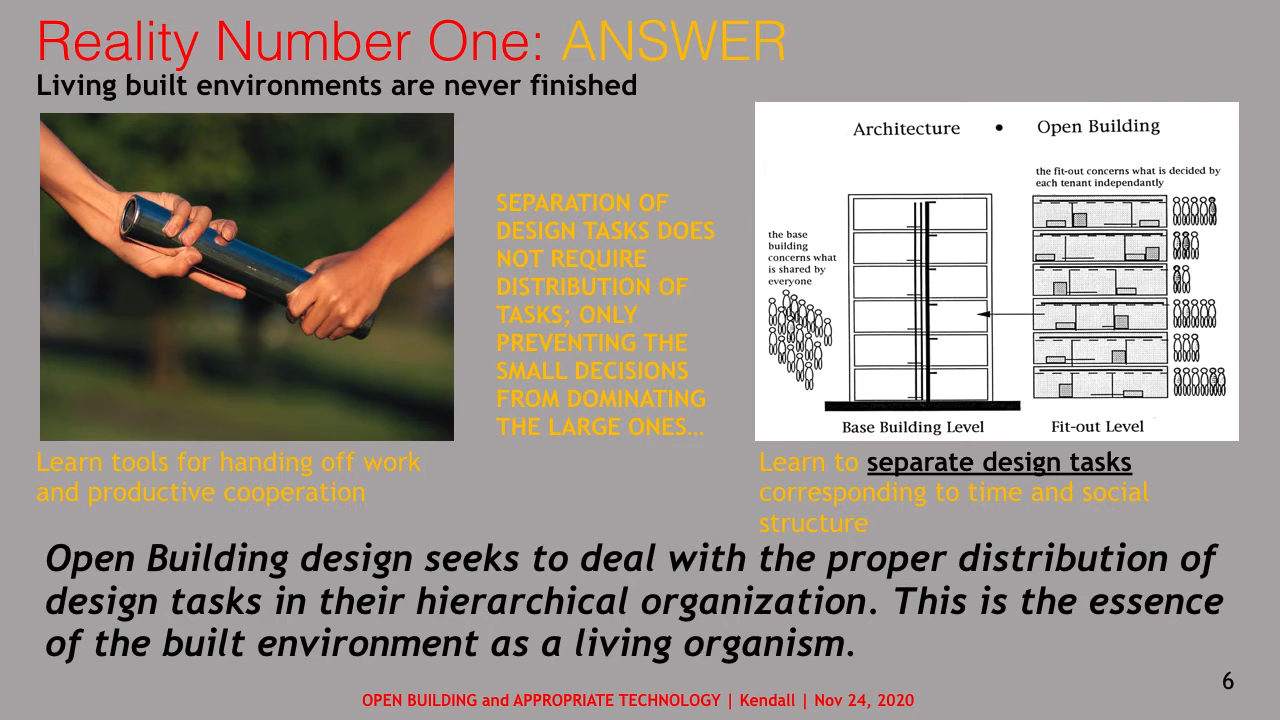 Reality Number One: ANSWER
Living built environments are never finished
SEPARATION OF
DESIGN TASKS DOES
NOT REQUIRE
DISTRIBUTION OF
TASKS; ONLY
PREVENTING THE
SMALL DECISIONS
FROM DOMINATING
THE LARGE ONES…
Architecture • Open Building
the fit-out concerns what is decided by
each tenant independantly
the base
building
concerns what
is shared by
everyone
Base Building Level
Fit-out Level
Learn tools for handing off work
and productive cooperation
Learn to separate design tasks
corresponding to time and social
structure
Open Building design seeks to deal with the proper distribution of
design tasks in their hierarchical organization. This is the essence
of the built environment as a living organism.
OPEN BUILDING and APPROPRIATE TECHNOLOGY | Kendall | Nov 24, 2020
6